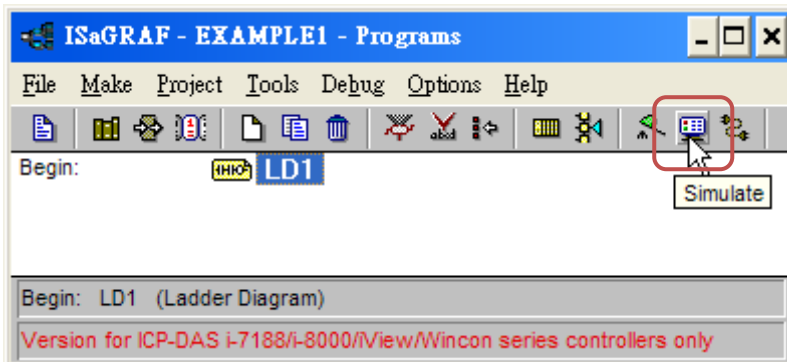 ISaGRAF - EXAMPLE1 - Programs
File Make Project Tools Debug Options Help
Begin: LD1
Simulate
Begin: LD1 (Ladder Diagram)
Version for ICP-DAS i-7188/i-8000/iView/Wincon series controllers only